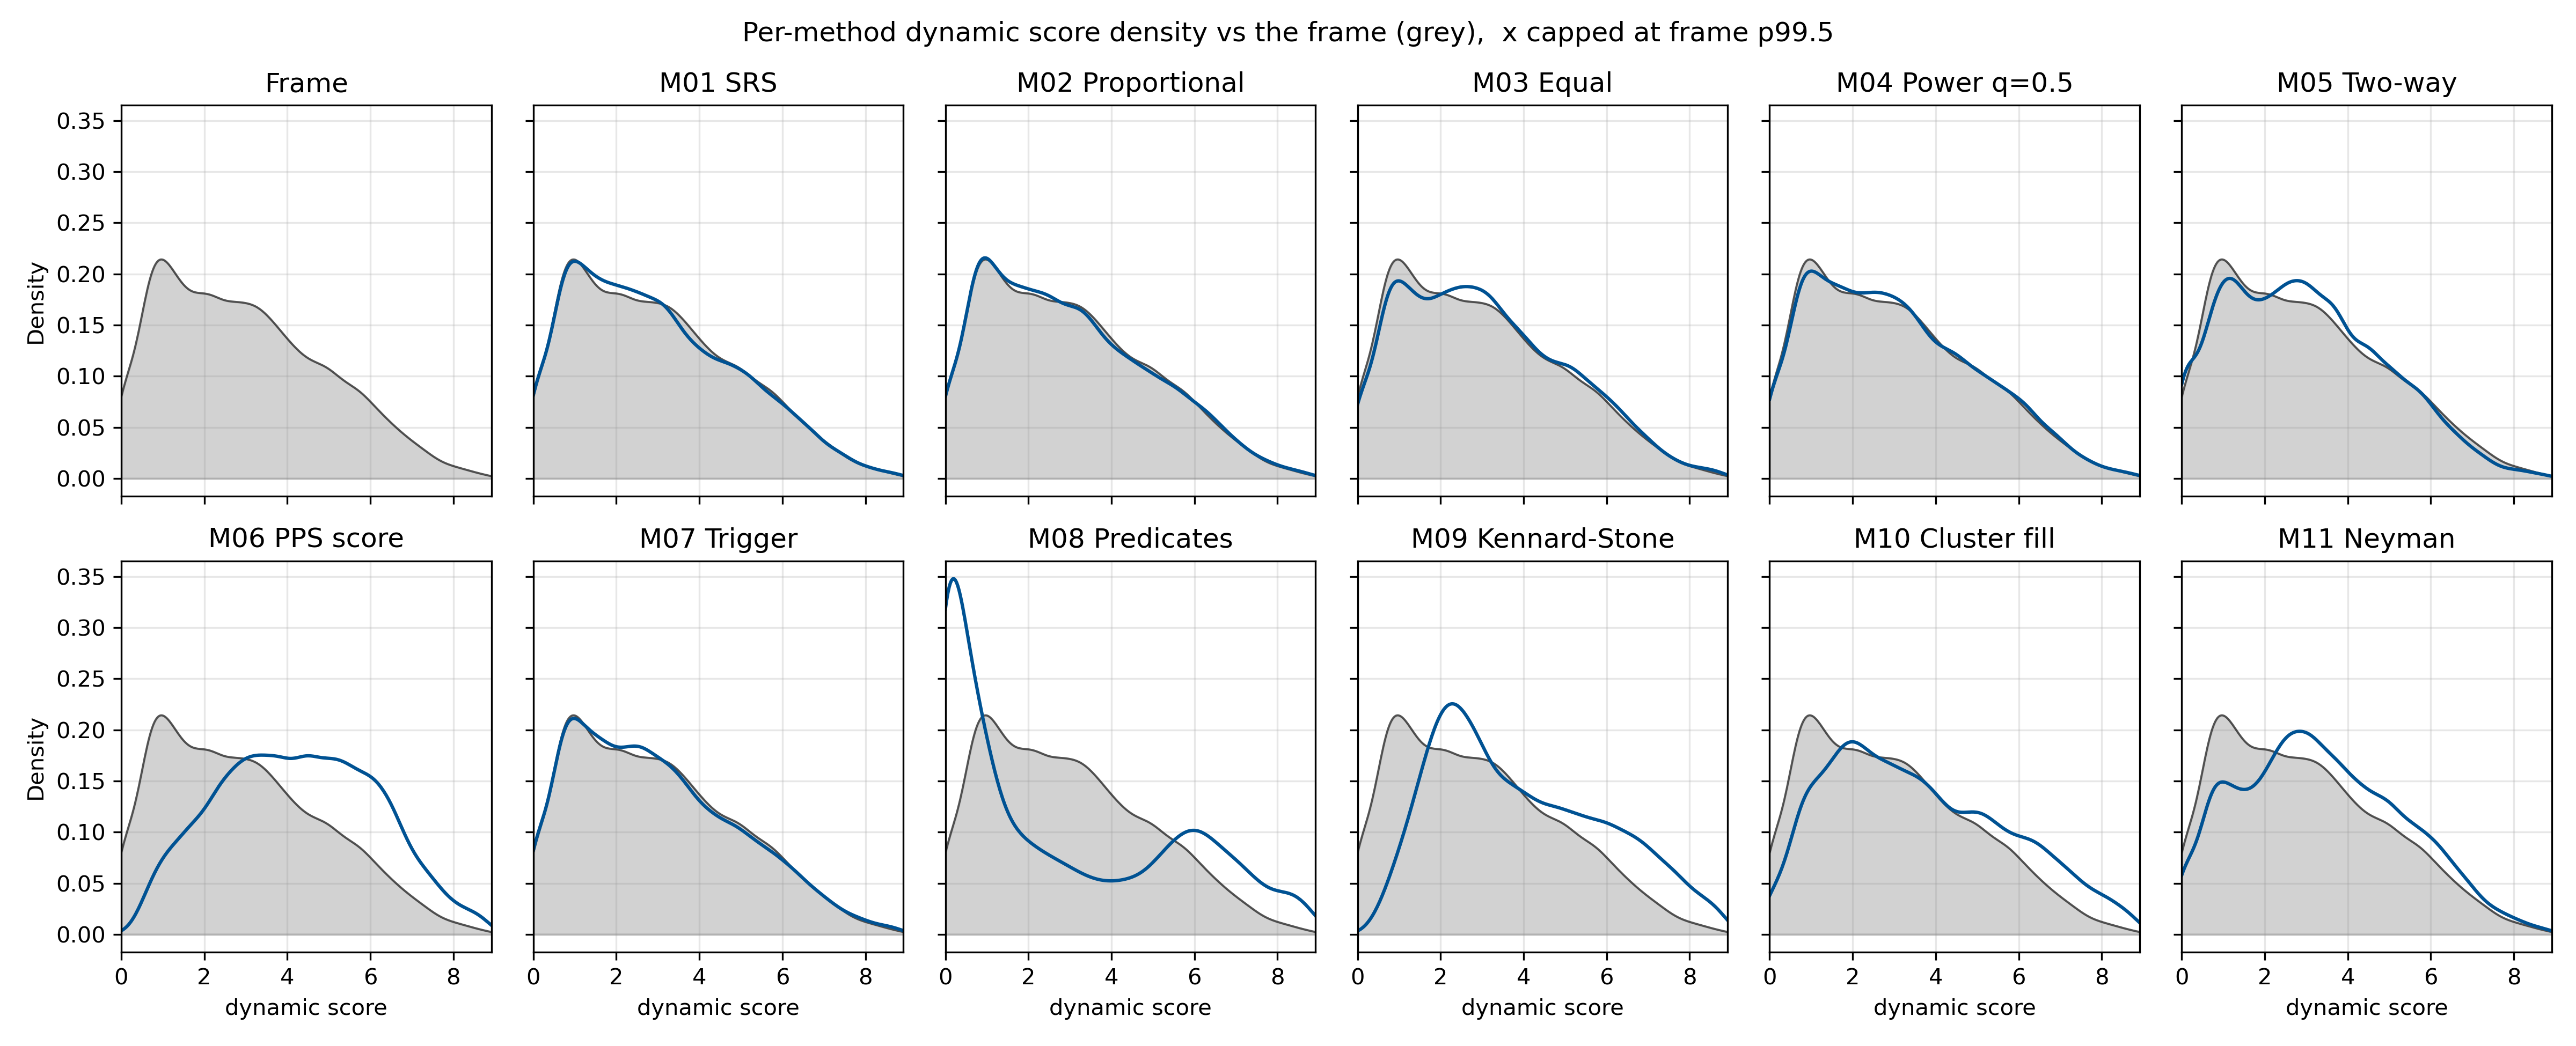 Per-method dynamic score density vs the frame (grey),  x capped at frame p99.5
Frame
M01 SRS
M02 Proportional
M03 Equal
M04 Power q=0.5
M05 Two-way
0.35
0.30
0.25
0.20
0.15
0.10
0.05
0.00
Density
M06 PPS score
M07 Trigger
M08 Predicates
M09 Kennard-Stone
M10 Cluster fill
M11 Neyman
0.35
0.30
0.25
0.20
0.15
0.10
0.05
0.00
Density
0 2 4 6 8
0 2 4 6 8
0 2 4 6 8
0 2 4 6 8
0 2 4 6 8
0 2 4 6 8
dynamic score
dynamic score
dynamic score
dynamic score
dynamic score
dynamic score